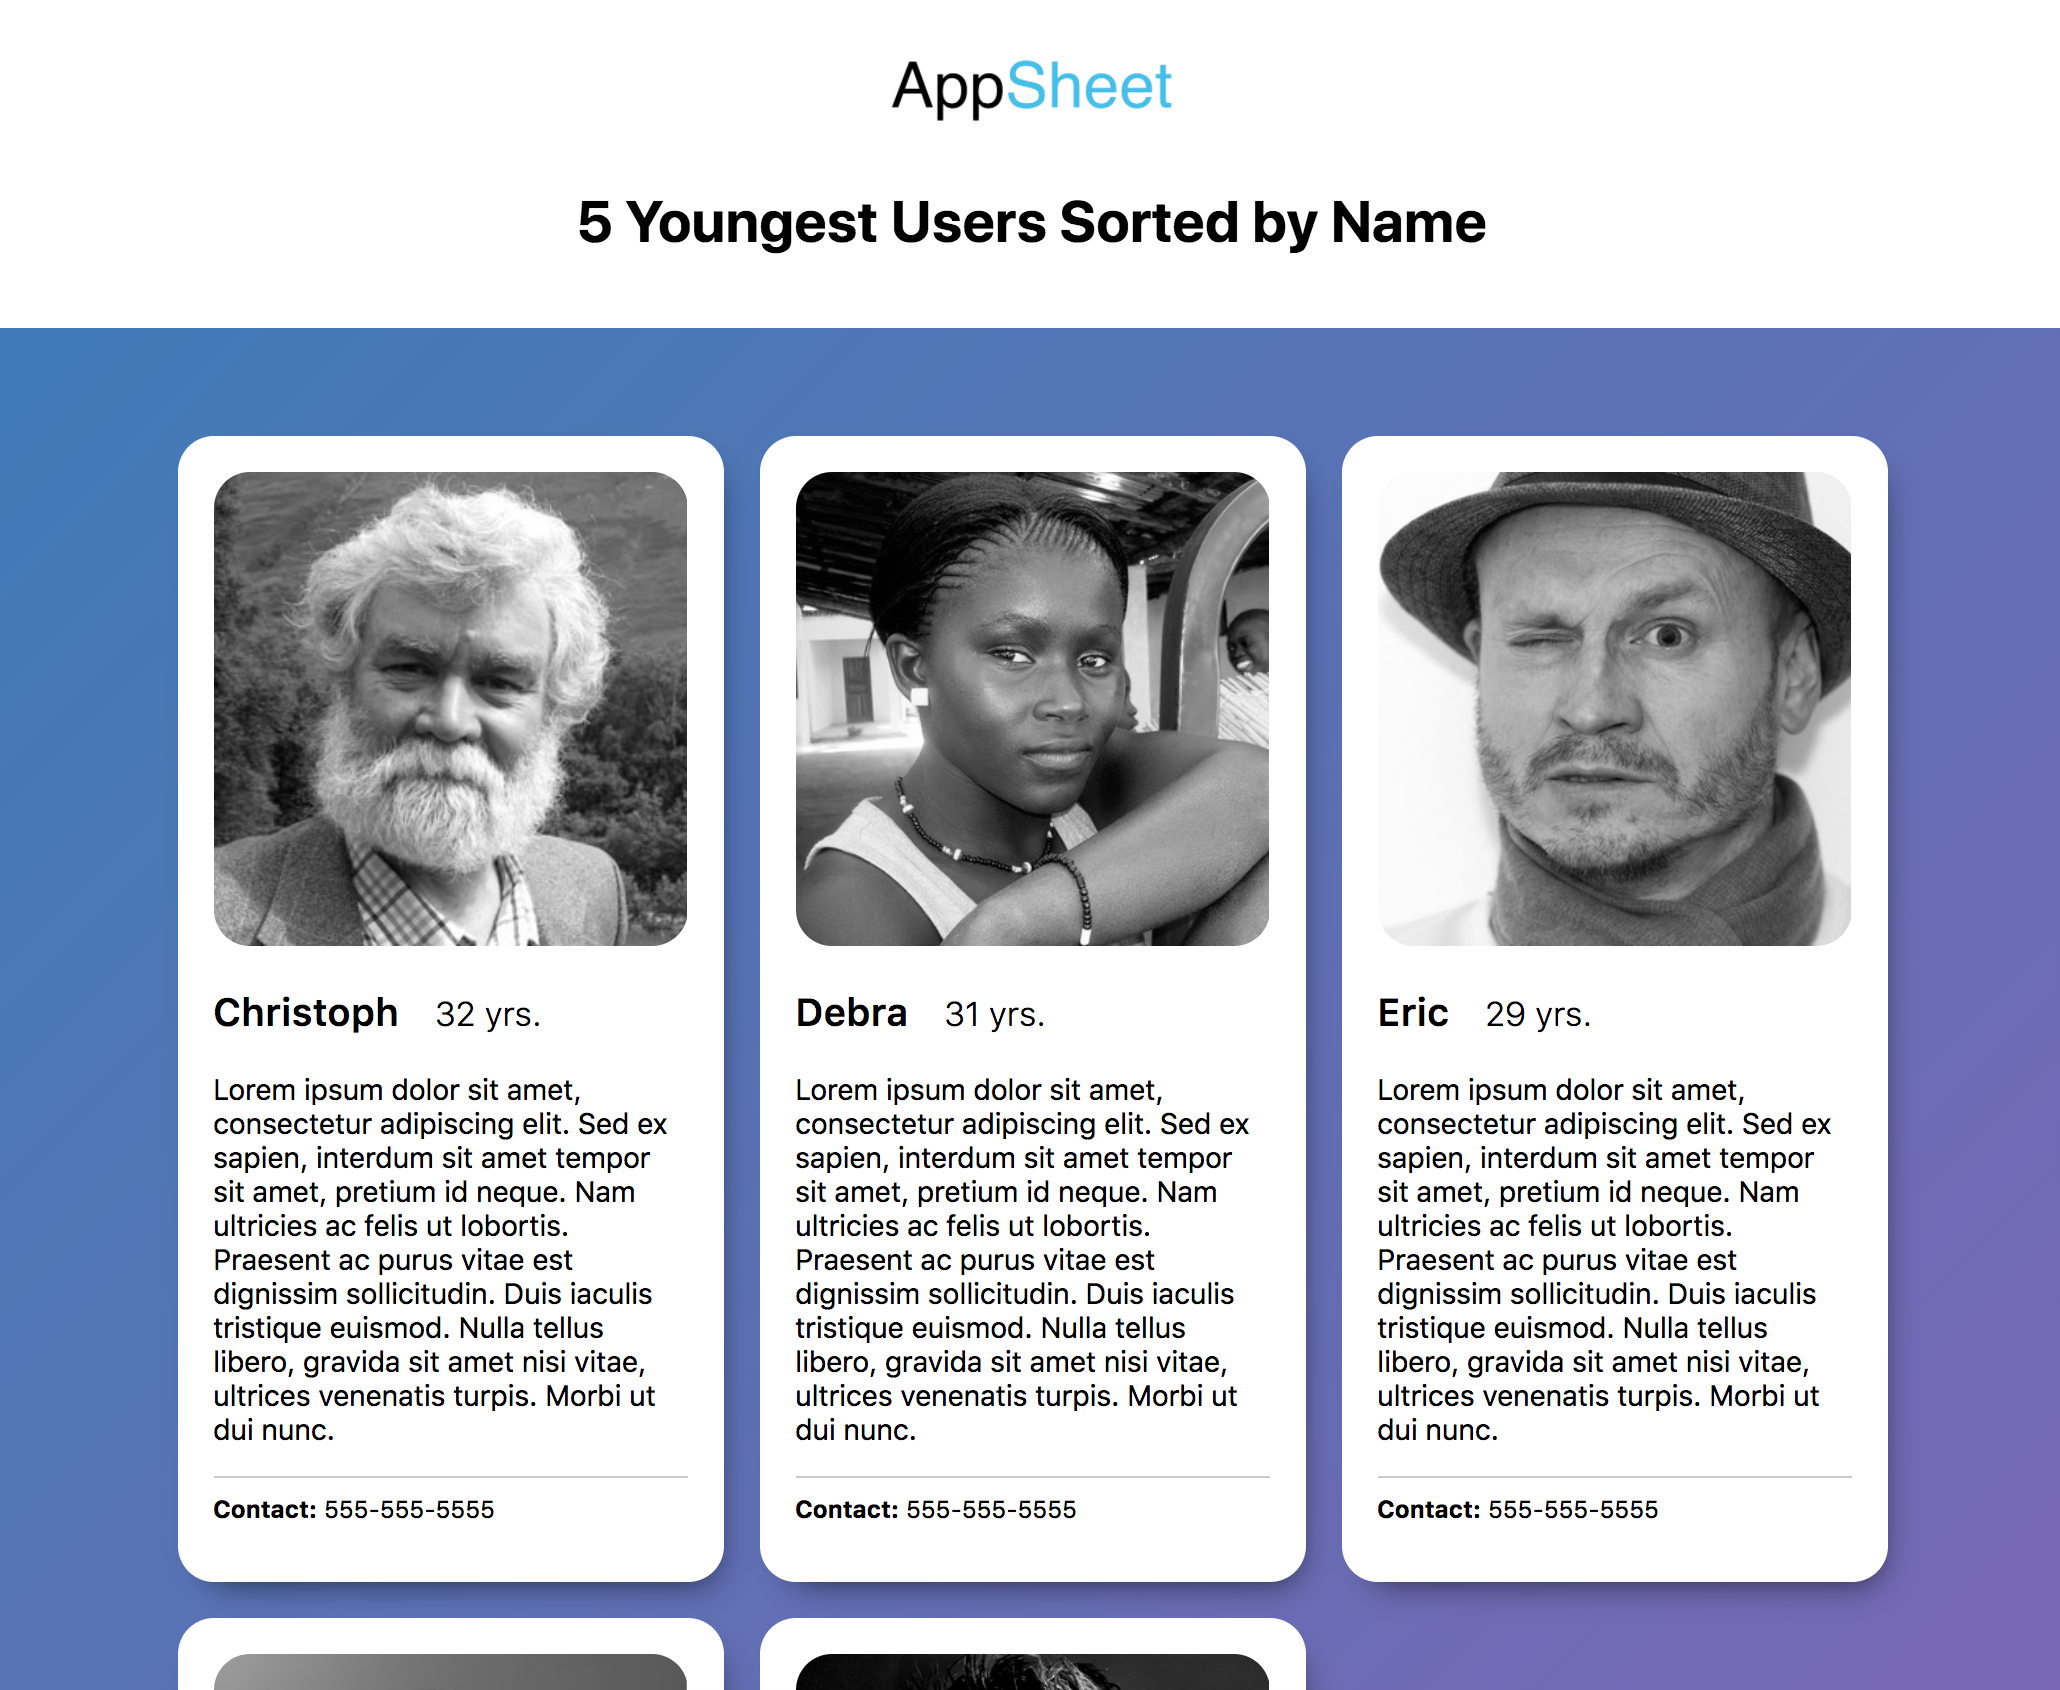 AppSheet
5 Youngest Users Sorted by Name
Christoph 32 yrs.
Lorem ipsum dolor sit amet,
consectetur adipiscing elit. Sed ex
sapien, interdum sit amet tempor
sit amet, pretium id neque. Nam
ultricies ac felis ut lobortis.
Praesent ac purus vitae est
dignissim sollicitudin. Duis iaculis
tristique euismod. Nulla tellus
libero, gravida sit amet nisi vitae,
ultrices venenatis turpis. Morbi ut
dui nunc.
Contact: 555-555-5555
Debra 31 yrs.
Lorem ipsum dolor sit amet,
consectetur adipiscing elit. Sed ex
sapien, interdum sit amet tempor
sit amet, pretium id neque. Nam
ultricies ac felis ut lobortis.
Praesent ac purus vitae est
dignissim sollicitudin. Duis iaculis
tristique euismod. Nulla tellus
libero, gravida sit amet nisi vitae,
ultrices venenatis turpis. Morbi ut
dui nunc.
Contact: 555-555-5555
Eric 29 yrs.
Lorem ipsum dolor sit amet,
consectetur adipiscing elit. Sed ex
sapien, interdum sit amet tempor
sit amet, pretium id neque. Nam
ultricies ac felis ut lobortis.
Praesent ac purus vitae est
dignissim sollicitudin. Duis iaculis
tristique euismod. Nulla tellus
libero, gravida sit amet nisi vitae,
ultrices venenatis turpis. Morbi ut
dui nunc.
Contact: 555-555-5555